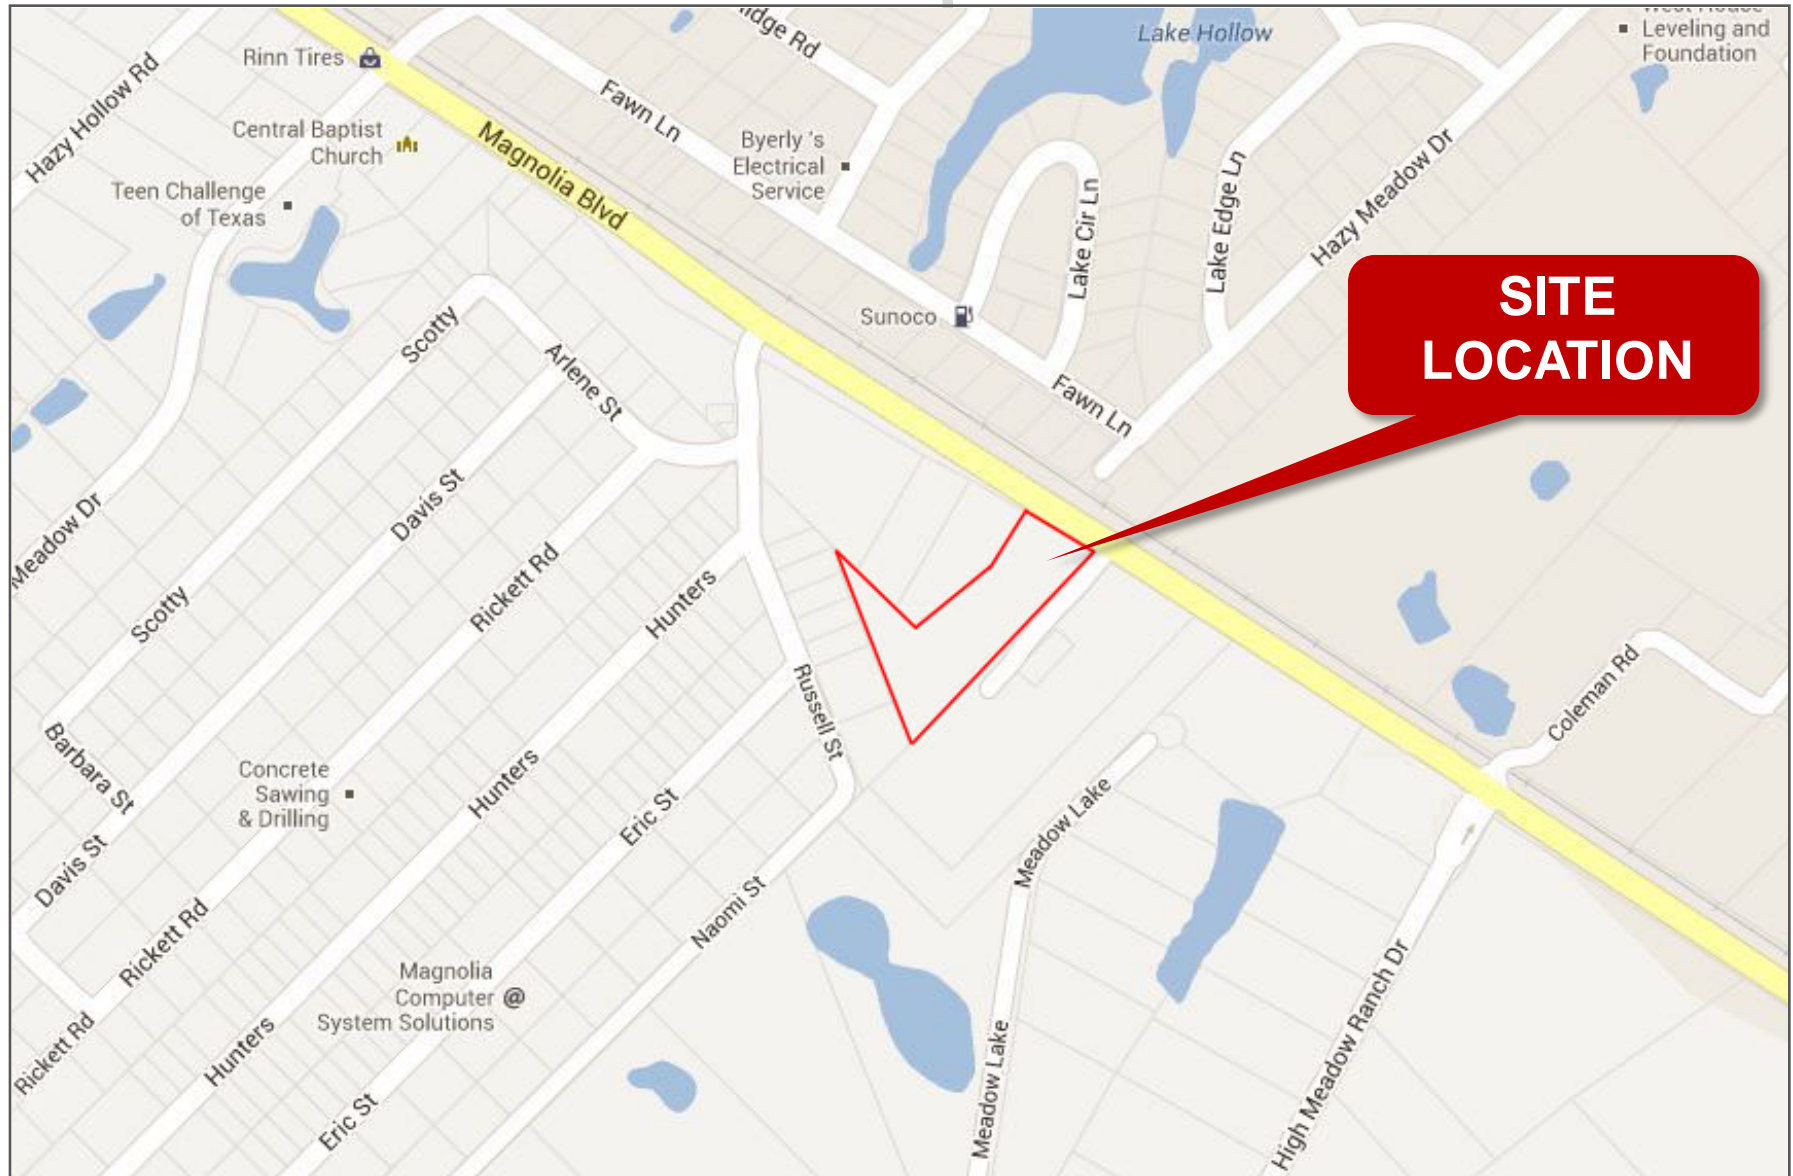 West House
Leveling and
Foundation
Lake Hollow
idge Rd
Rinn Tires
Hazy Hollow Rd
Fawn Ln
Central Baptist
Church
Magnolia Blvd
Byerly 's
Electrical
Service
Teen Challenge
of Texas
Lake Cir Ln
Lake Edge Ln
Hazy Meadow Dr
SITE
LOCATION
Sunoco
Scotty
Arlene St
Fawn Ln
Davis St
Meadow Dr
Rickett Rd
Hunters
Scotty
Russell St
Coleman Rd
Barbara St
Concrete
Sawing
& Drilling
Hunters
Eric St
Meadow Lake
Davis St
Naomi St
Rickett Rd
Magnolia
Computer
System Solutions
High Meadow Ranch Dr
Rickett Rd
Hunters
Meadow Lake
Eric St